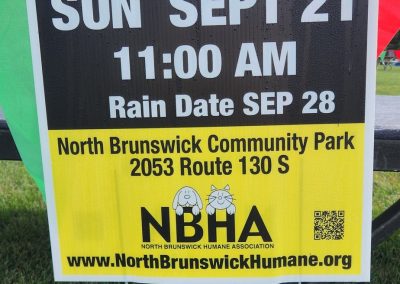 SUN SEPT 21
11:00 AM
Rain Date SEP 28
North Brunswick Community Park
2053 Route 130 S
NBHA
NORTH BRUNSWICK HUMANE ASSOCIATION
www.NorthBrunswickHumane.org